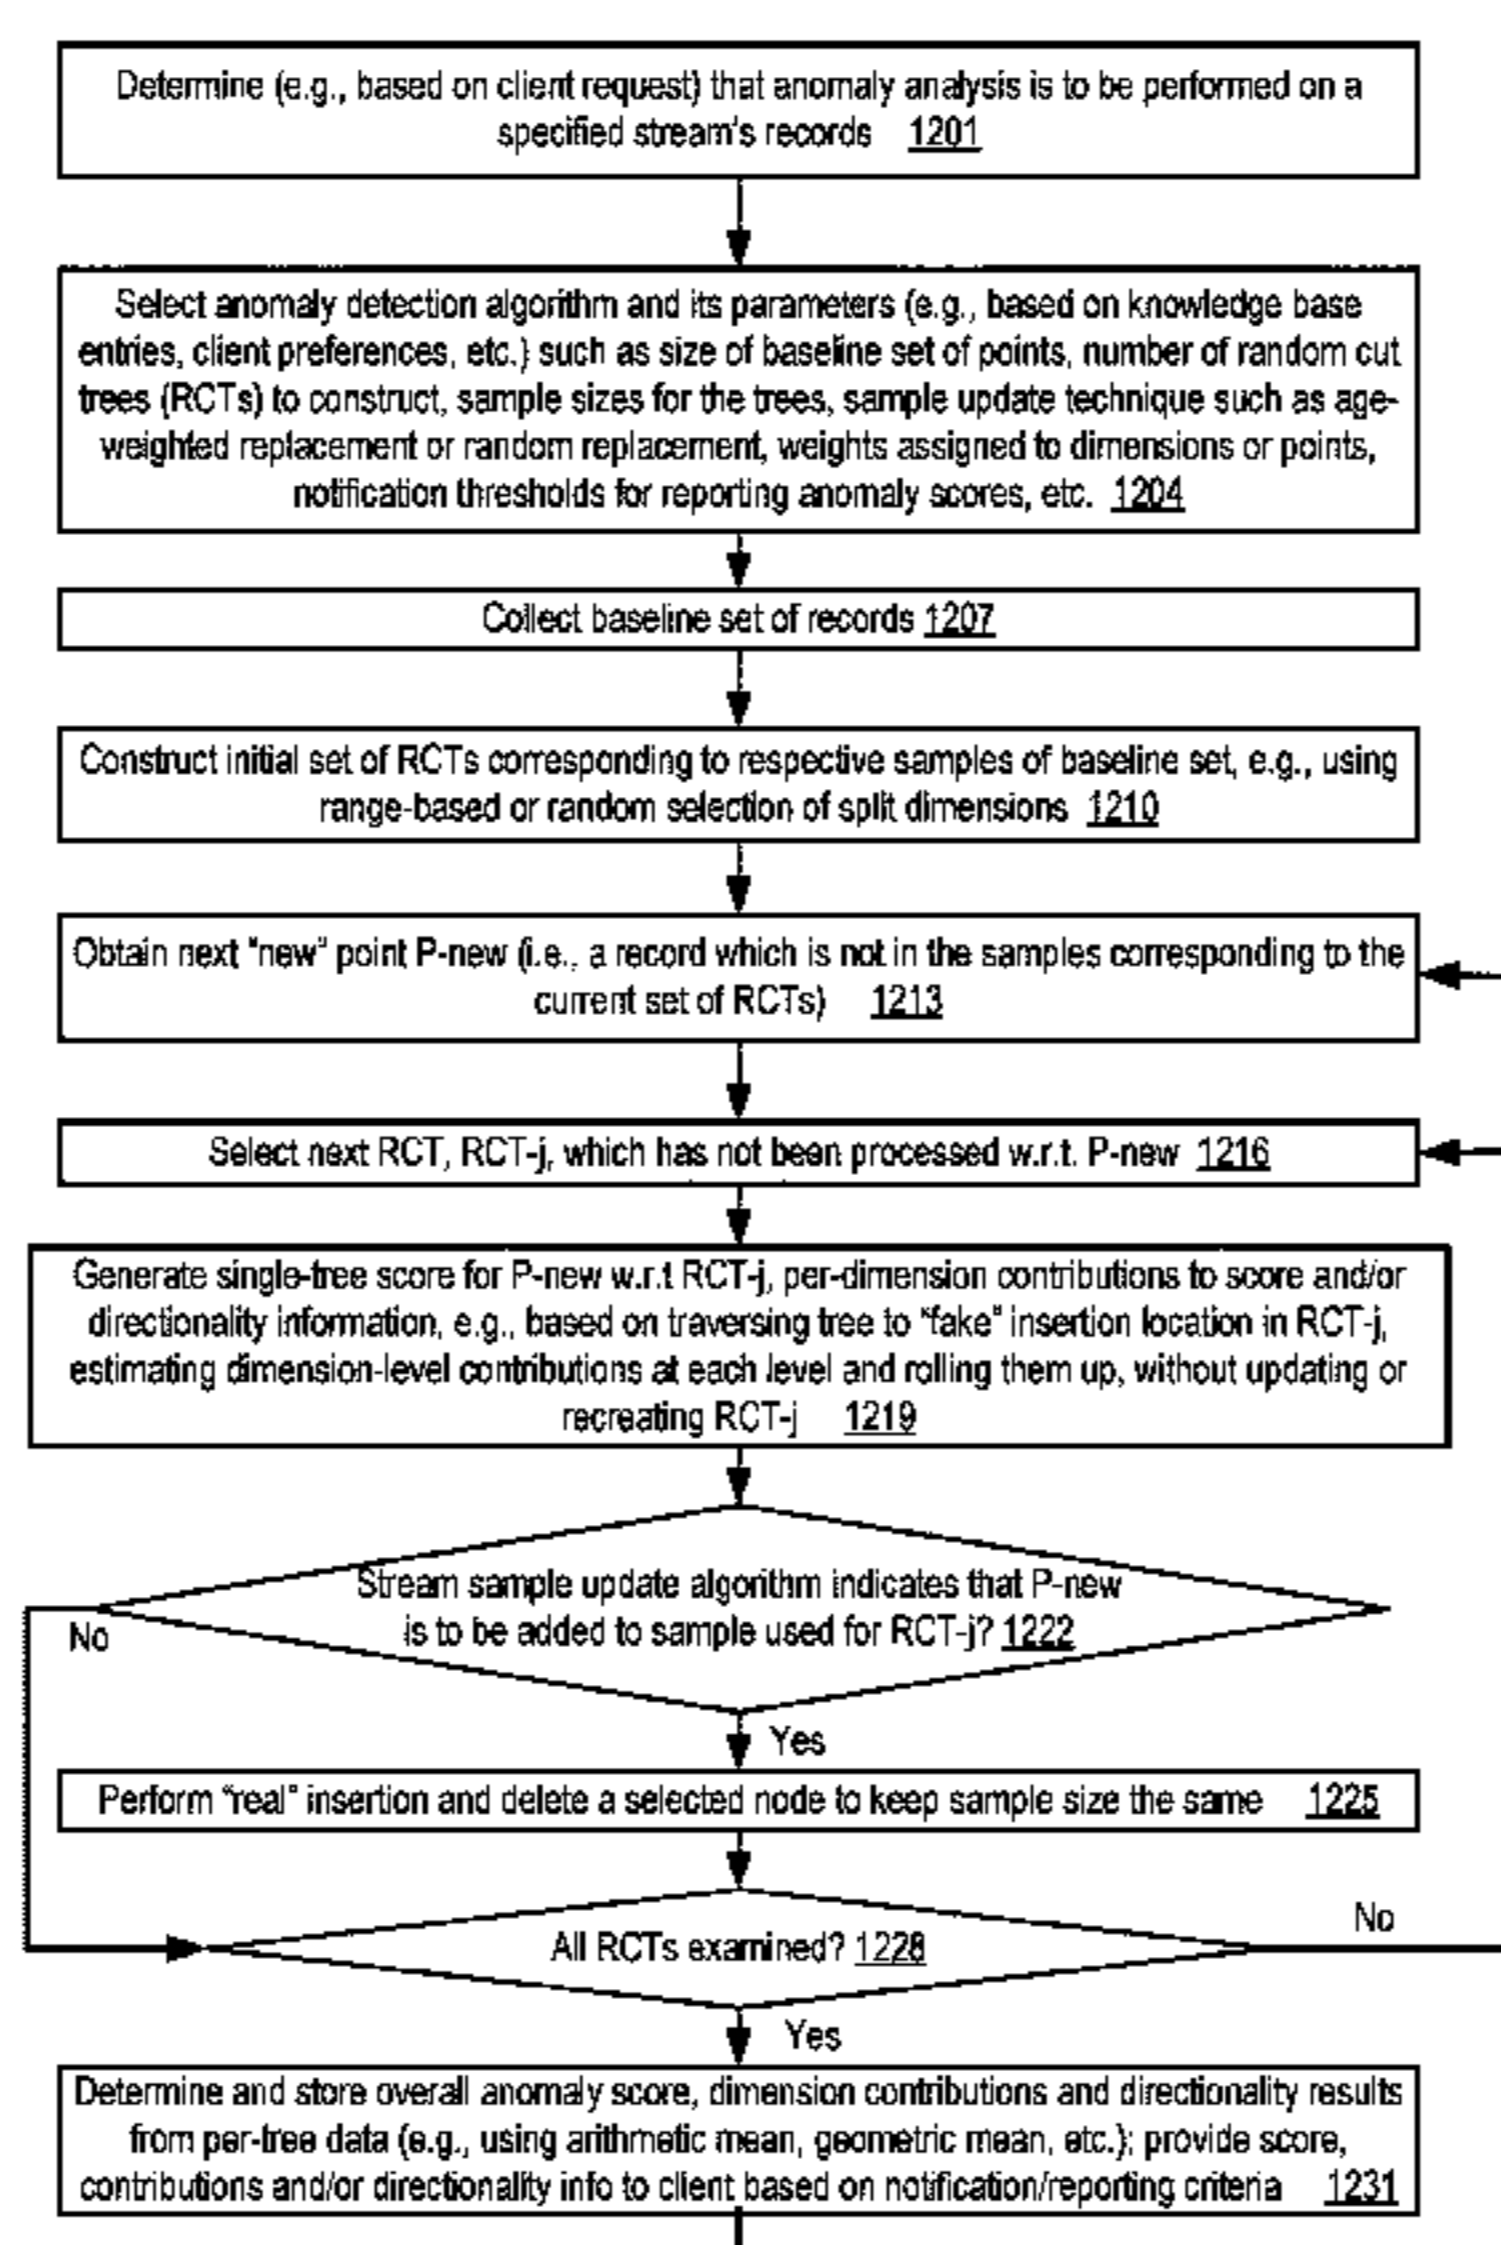 Determine (e.g., based on client request) that anomaly analysis is to be performed on a
specified stream's records 1201
Select anomaly detection algorithm and its parameters (e.g., based on knowledge base
entries, client preferences, etc.) such as size of baseline set of points, number of random cut
trees (RCTs) to construct, sample sizes for the trees, sample update technique such as age-
weighted replacement or random replacement, weights assigned to dimensions or points,
notification thresholds for reporting anomaly scores, etc. 1204
Collect baseline set of records 1207
Construct initial set of RCTs corresponding to respective samples of baseline set, e.g., using
range-based or random selection of split dimensions 1210
Obtain next "new" point P-new (i.e., a record which is not in the samples corresponding to the
current set of RCTs) 1213
Select next RCT, RCT-j, which has not been processed w.r.t. P-new 1216
Generate single-tree score for P-new w.r.t RCT-j, per-dimension contributions to score and/or
directionality information, e.g., based on traversing tree to "fake" insertion location in RCT-j,
estimating dimension-level contributions at each level and rolling them up, without updating or
recreating RCT-j 1219
Stream sample update algorithm indicates that P-new
is to be added to sample used for RCT-j? 1222
No
Yes
Perform "real" insertion and delete a selected node to keep sample size the same 1225
No
All RCTs examined? 1228
Yes
Determine and store overall anomaly score, dimension contributions and directionality results
from per-tree data (e.g., using arithmetic mean, geometric mean, etc.); provide score,
contributions and/or directionality info to client based on notification/reporting criteria 1231